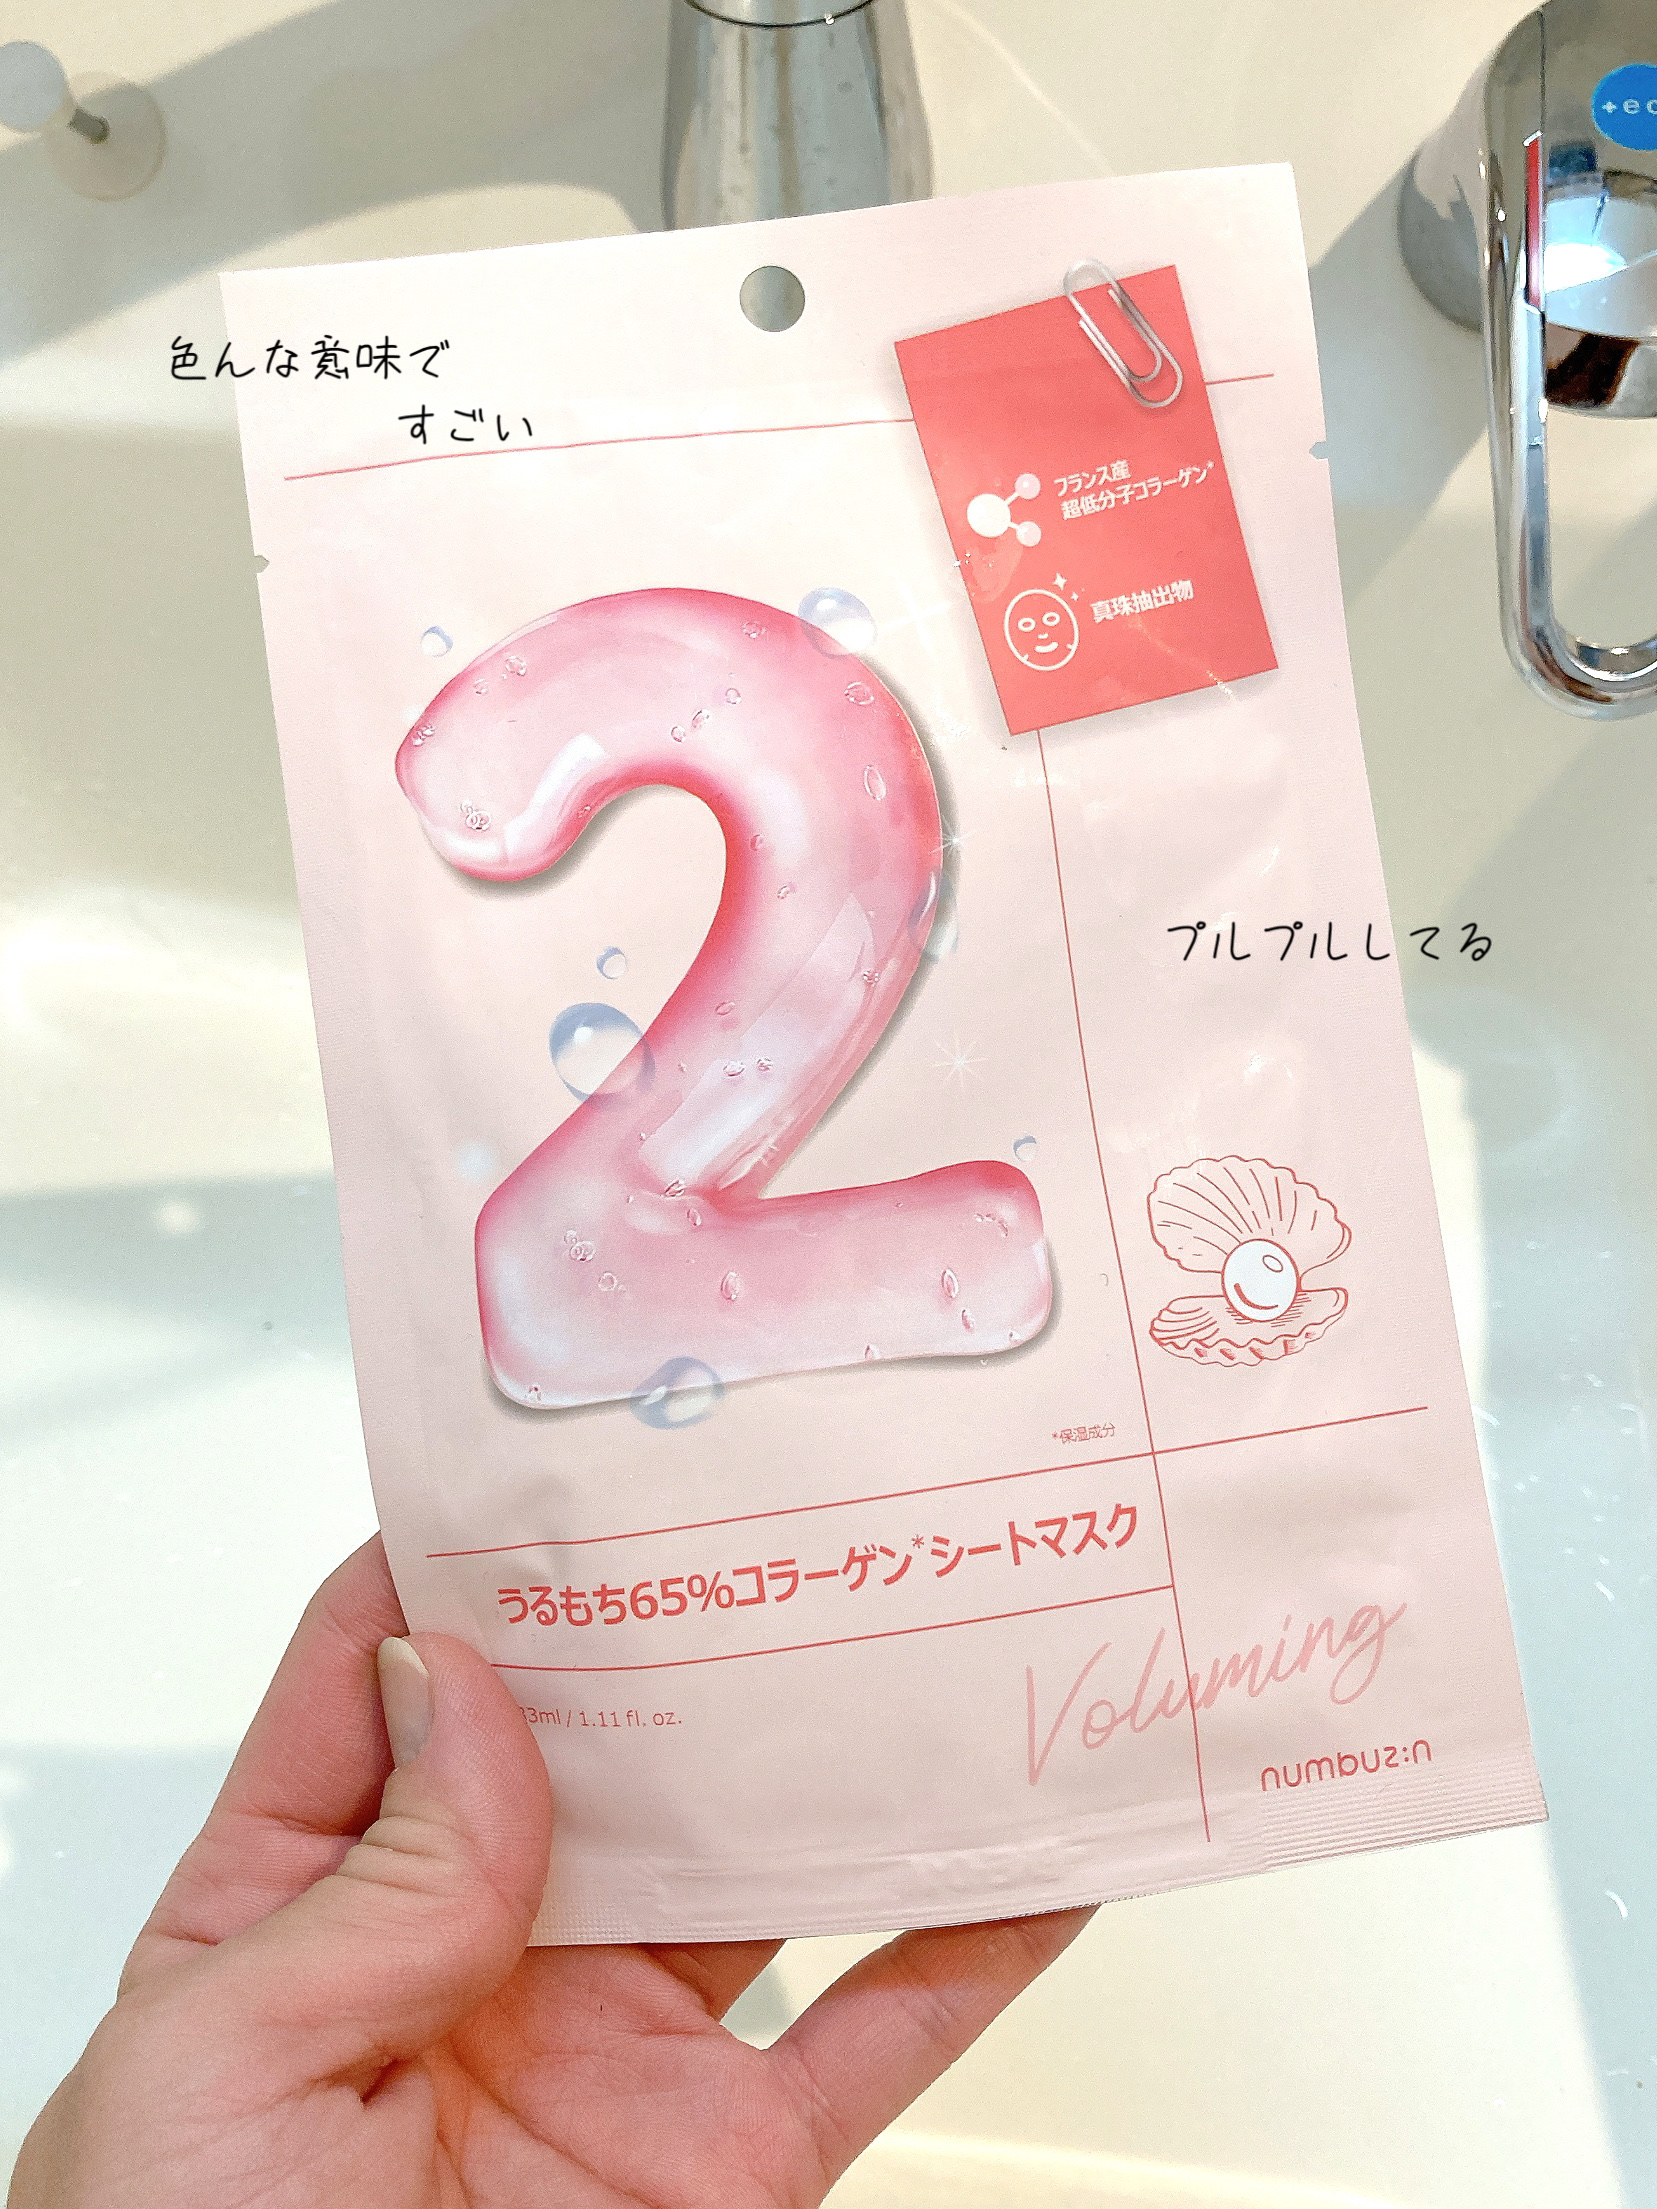 色んな意味で
すごい
フランス産
超低分子コラーゲン*
真珠抽出物
プルプルしてる
2
*保湿成分
うるもち65%コラーゲン*シートマスク
33ml / 1.11 fl. oz.
Voluming
numbuz:n